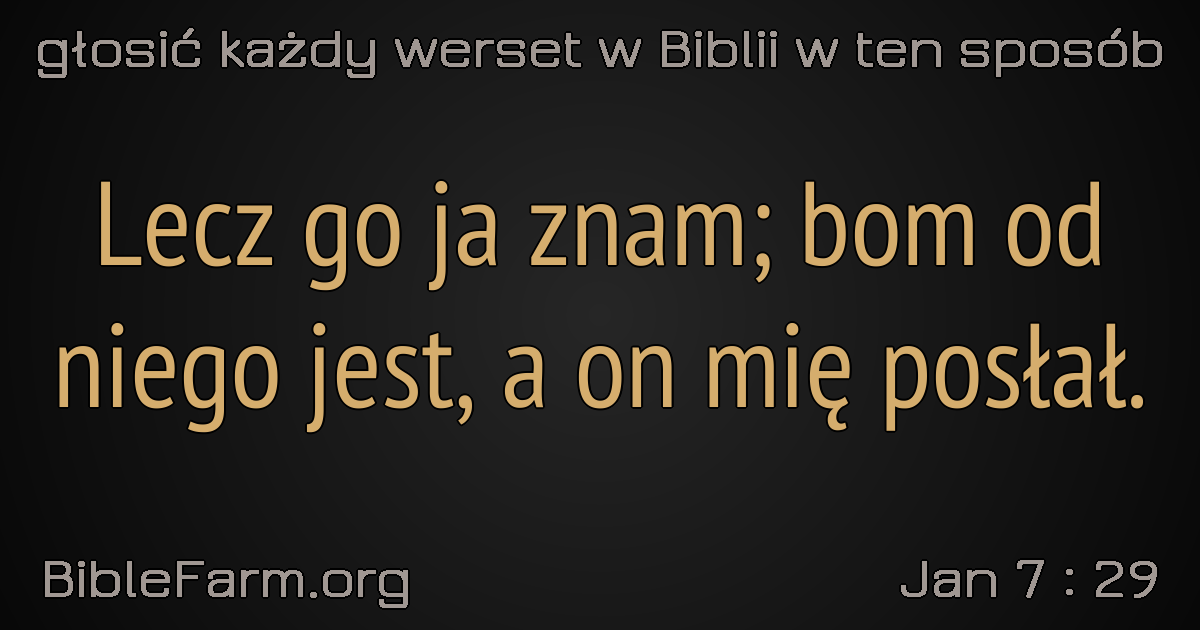 głosić każdy werset w Biblii w ten sposób
Lecz go ja znam; bom od
niego jest, a on mię posłał.
BibleFarm.org
Jan 7 : 29